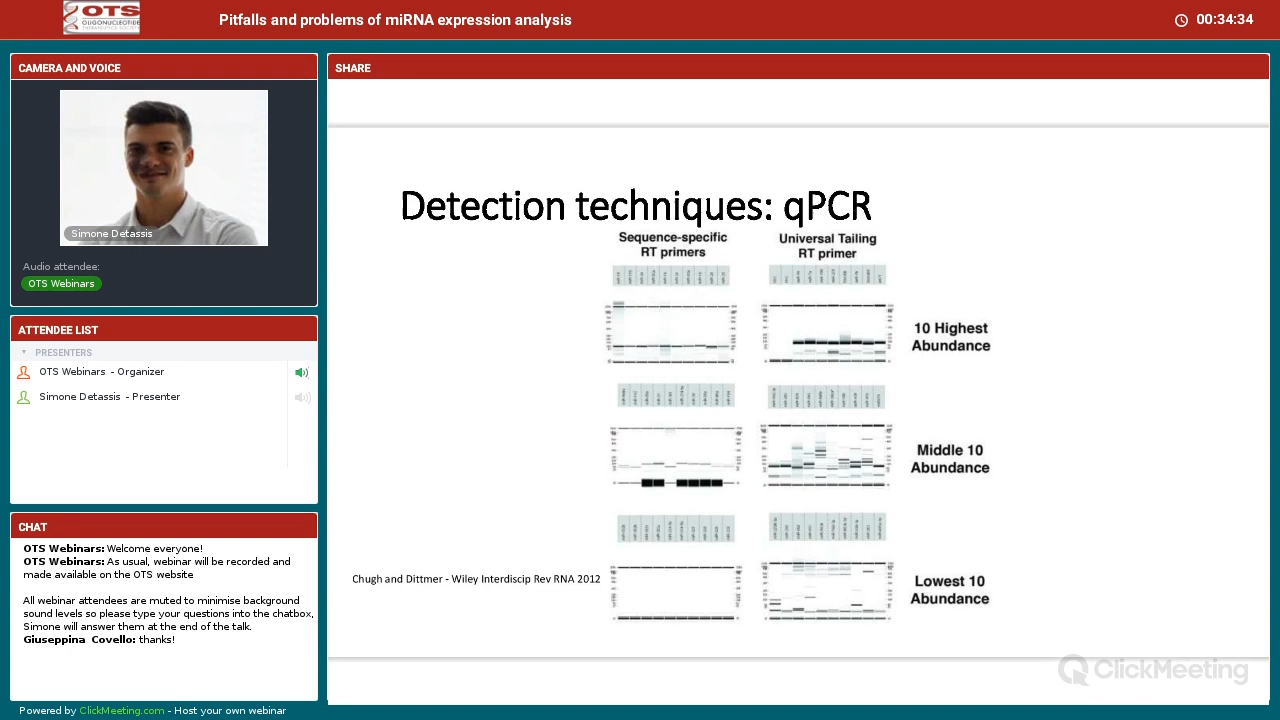 OTS
OLIGONUCLEOTIDE
Pitfalls and problems of miRNA expression analysis
00:34:34
CAMERA AND VOICE
Simone Detassis
Audio attendee:
OTS Webinars
ATTENDEE LIST
PRESENTERS
OTS Webinars - Organizer
Simone Detassis - Presenter
CHAT
OTS Webinars: Welcome everyone!
OTS Webinars: As usual, webinar will be recorded and
made available on the OTS website
All webinar attendees are muted to minimize background
interruptions so please type your questions into the chatbox,
Simone will answer them at the end of the talk.
Giuseppina Covello: thanks!
Powered by ClickMeeting.com - Host your own webinar
SHARE
Detection techniques: qPCR
Sequence-specific
RT primers
Universal Tailing
RT primer
10 Highest
Abundance
Middle 10
Abundance
Lowest 10
Abundance
Chugh and Dittmer - Wiley Interdiscip Rev RNA 2012
ClickMeeting